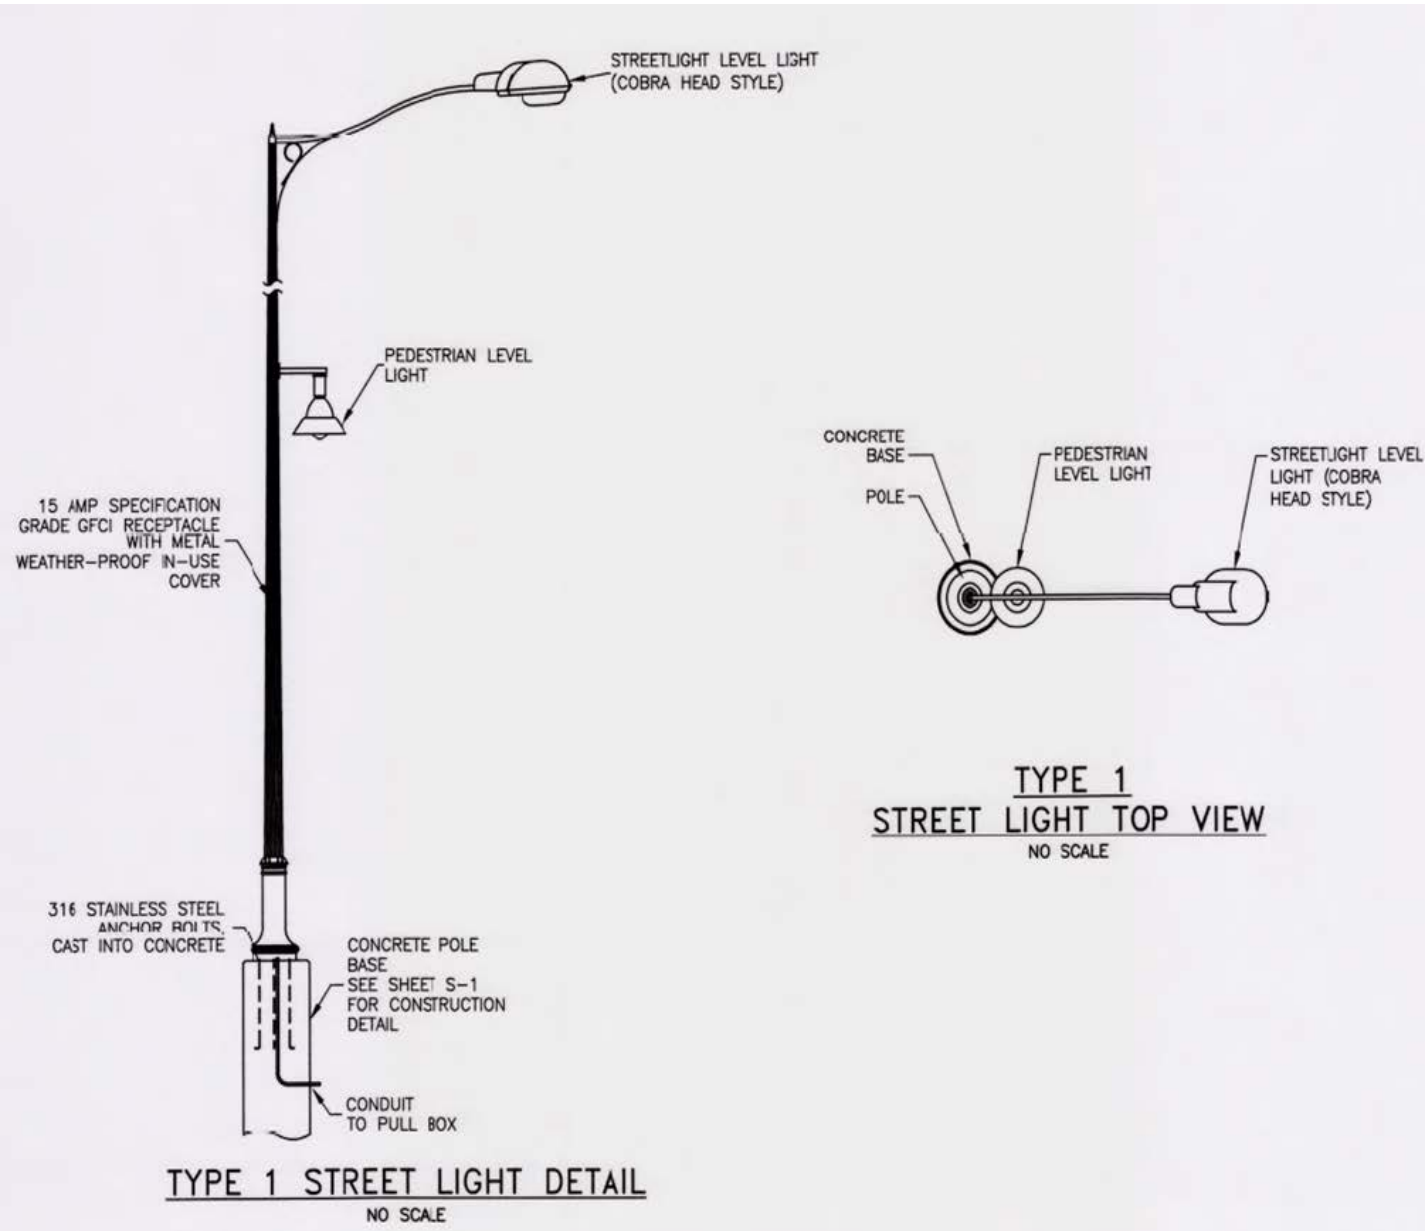 STREETLIGHT LEVEL LIGHT
(COBRA HEAD STYLE)
PEDESTRIAN LEVEL
LIGHT
15 AMP SPECIFICATION
GRADE GFCI RECEPTACLE
WITH METAL
WEATHER-PROOF IN-USE
COVER
316 STAINLESS STEEL
ANCHOR BOLTS,
CAST INTO CONCRETE
CONCRETE POLE
BASE
SEE SHEET S-1
FOR CONSTRUCTION
DETAIL
CONDUIT
TO PULL BOX
TYPE 1 STREET LIGHT DETAIL
NO SCALE
CONCRETE
BASE
POLE
PEDESTRIAN
LEVEL LIGHT
STREETLIGHT LEVEL
LIGHT (COBRA
HEAD STYLE)
TYPE 1
STREET LIGHT TOP VIEW
NO SCALE